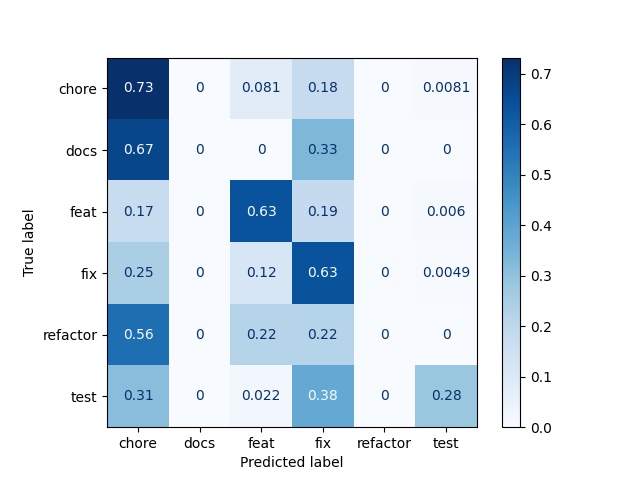 chore 0.73 0 0.081 0.18 0 0.0081 0.7
docs 0.67 0 0 0.33 0 0 0.6
0.5
feat 0.17 0 0.63 0.19 0 0.006
True label
0.4
fix 0.25 0 0.12 0.63 0 0.0049
0.3
refactor 0.56 0 0.22 0.22 0 0
0.2
test 0.31 0 0.022 0.38 0 0.28
0.1
0.0
chore docs feat fix refactor test
Predicted label